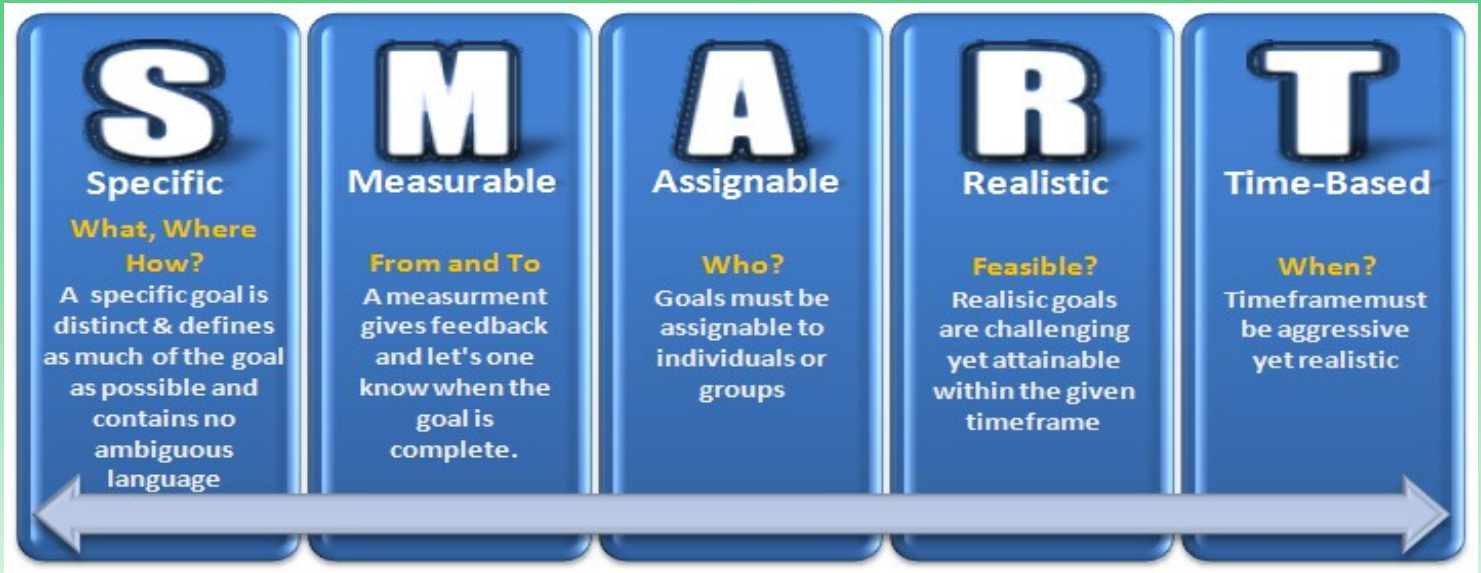 S
Specific
What, Where
How?
A specific goal is
distinct & defines
as much of the goal
as possible and
contains no
ambiguous
language
M
Measurable
From and To
A measurment
gives feedback
and let's one
know when the
goal is
complete.
A
Assignable
Who?
Goals must be
assignable to
individuals or
groups
R
Realistic
Feasible?
Realisic goals
are challenging
yet attainable
within the given
timeframe
T
Time-Based
When?
Timeframemust
be aggressive
yet realistic